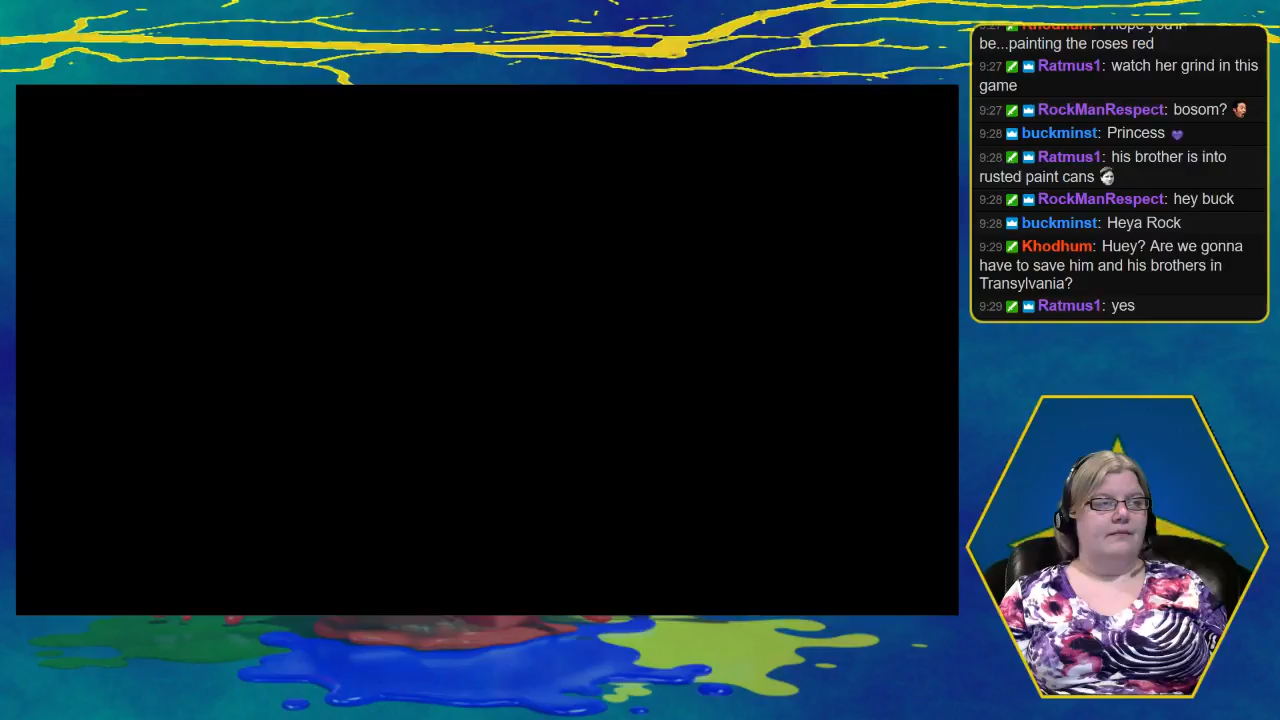 be...painting the roses red
9:27 Ratmus1: watch her grind in this
game
9:27 RockManRespect: bosom?
9:28 buckminst: Princess
9:28 Ratmus1: his brother is into
rusted paint cans
9:28 RockManRespect: hey buck
9:28 buckminst: Heya Rock
9:29 Khodhum: Huey? Are we gonna
have to save him and his brothers in
Transylvania?
9:29 Ratmus1: yes